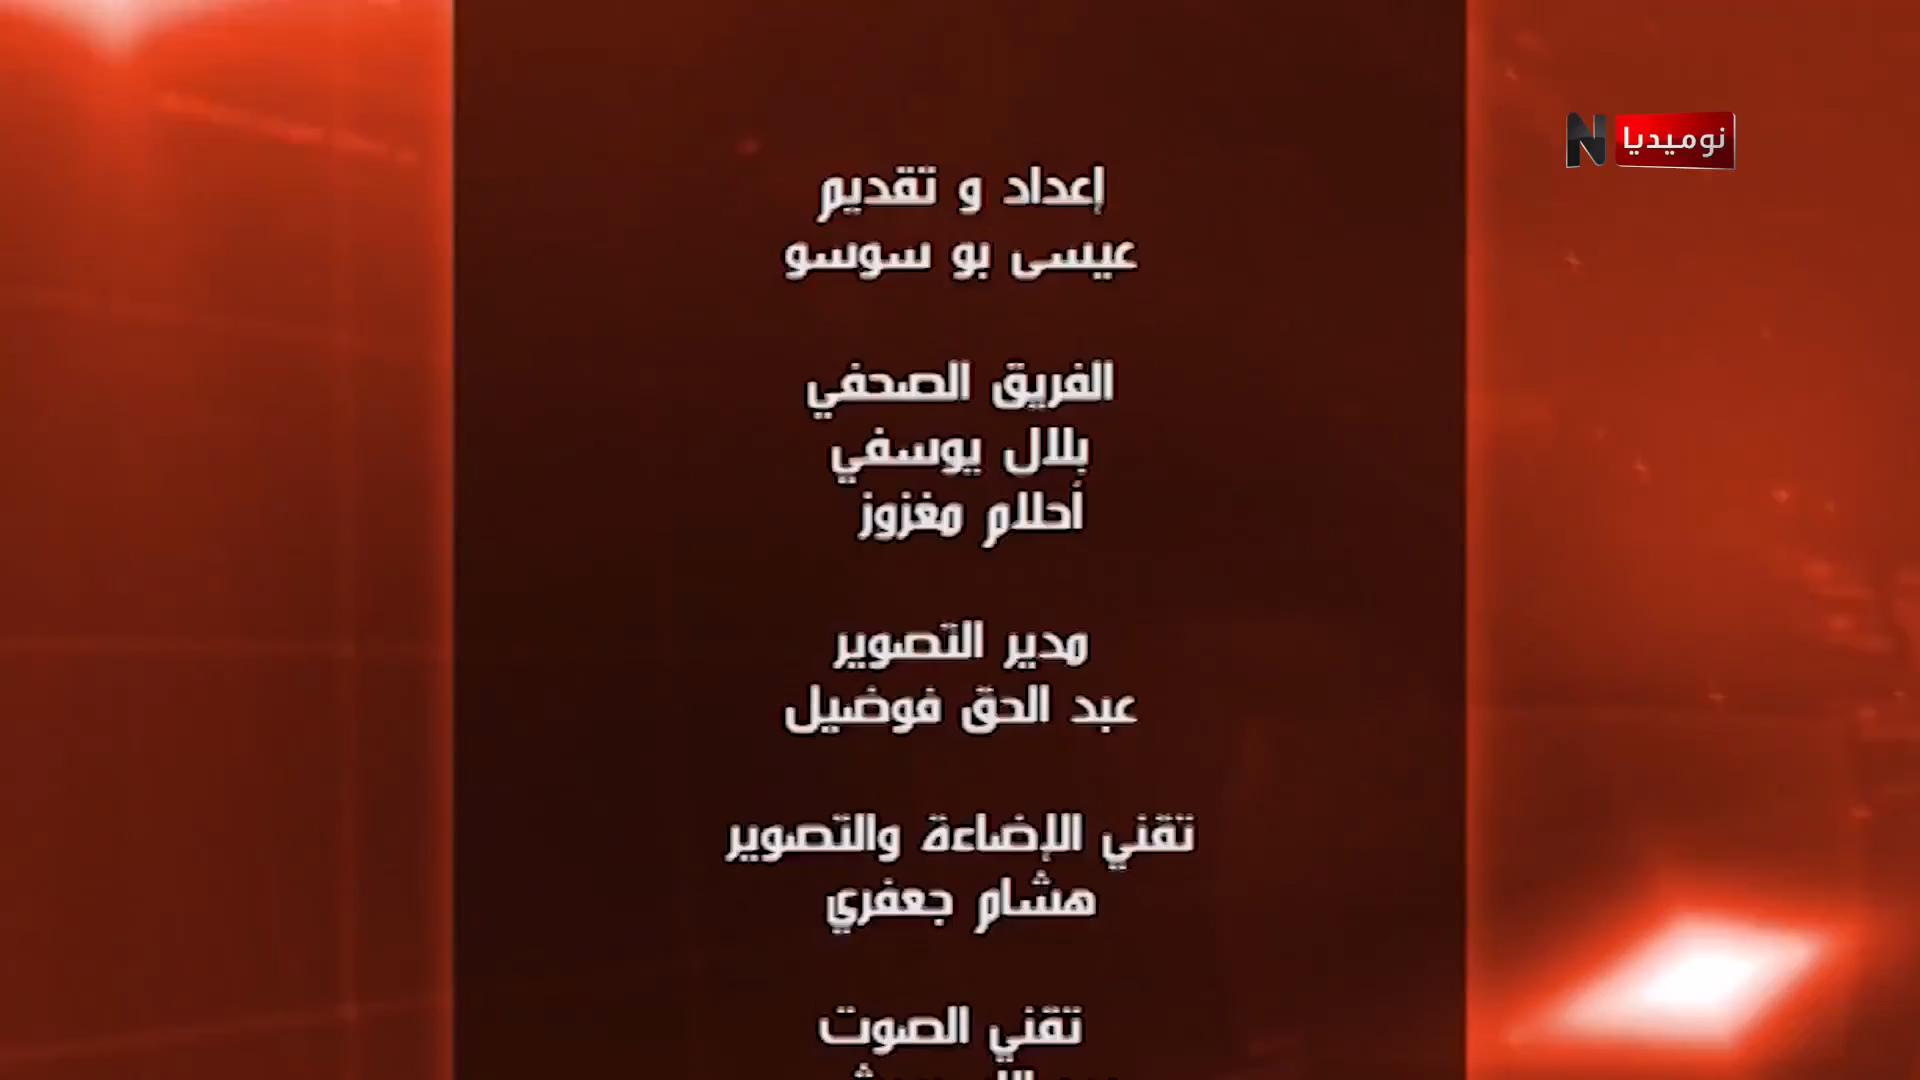 نوميديا
إعداد و تقديم
عيسى بو سوسو
الفريق الصحفي
بلال يوسفي
أحلام مغزوز
مدير التصوير
عبد الحق فوضيل
تقني الإضاءة والتصوير
هشام جعفري
تقني الصوت